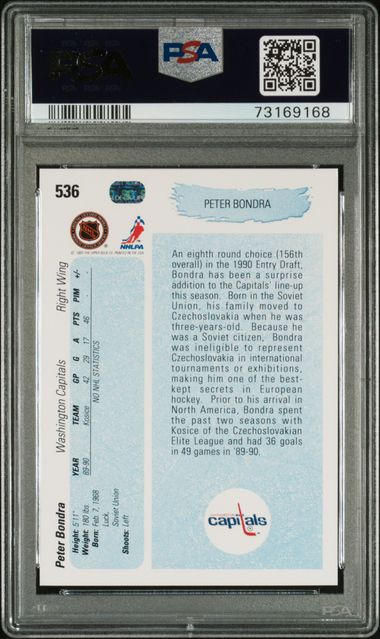 PSA
PSA
73169168
536
PETER BONDRA
NHLPA
An eighth round choice (156th
overall) in the 1990 Entry Draft,
Bondra has been a surprise
addition to the Capitals' line-up
this season. Born in the Soviet
Union, his family moved to
Czechoslovakia when he was
three-years-old. Because he
was a Soviet citizen, Bondra
was ineligible to represent
Czechoslovakia in international
tournaments or exhibitions,
making him one of the best-
kept secrets in European
hockey. Prior to his arrival in
North America, Bondra spent
the past two seasons with
Kosice of the Czechoslovakian
Elite League and had 36 goals
in 49 games in '89-90.
capitals
Peter Bondra Washington Capitals Right Wing
Height: 5'11"
Weight: 180 lbs
Born: Feb 7, 1968
Luck,
Soviet Union
Shoots: Left
YEAR TEAM GP G A PTS PIM +/-
89-90 Kosice 42 29 17 46 - -
NO NHL STATISTICS